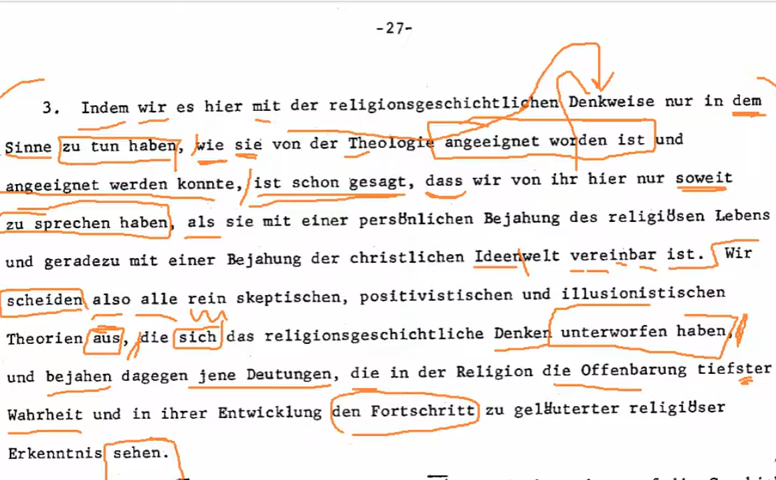 -27-
3. Indem wir es hier mit der religionsgeschichtlichen Denkweise nur in dem
Sinne zu tun haben, wie sie von der Theologie angeeignet worden ist und
angeeignet werden konnte, ist schon gesagt, dass wir von ihr hier nur soweit
zu sprechen haben, als sie mit einer persönlichen Bejahung des religiösen Lebens
und geradezu mit einer Bejahung der christlichen Ideenwelt vereinbar ist. Wir
scheiden also alle rein skeptischen, positivistischen und illusionistischen
Theorien aus, die sich das religionsgeschichtliche Denken unterworfen haben,
und bejahen dagegen jene Deutungen, die in der Religion die Offenbarung tiefster
Wahrheit und in ihrer Entwicklung den Fortschritt zu geläuterter religiöser
Erkenntnis sehen.